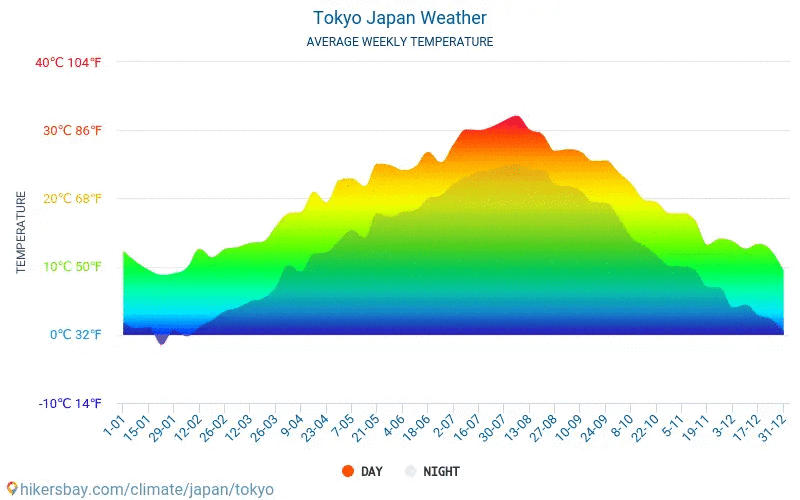 Tokyo Japan Weather
AVERAGE WEEKLY TEMPERATURE
40°C 104°F
30°C 86°F
20°C 68°F
10°C 50°F
0°C 32°F
-10°C 14°F
TEMPERATURE
1-01 15-01 29-01 12-02 26-02 12-03 26-03 9-04 23-04 7-05 21-05 4-06 18-06 2-07 16-07 30-07 13-08 27-08 10-09 24-09 8-10 22-10 5-11 19-11 3-12 17-12 31-12
DAY NIGHT
hikersbay.com/climate/japan/tokyo